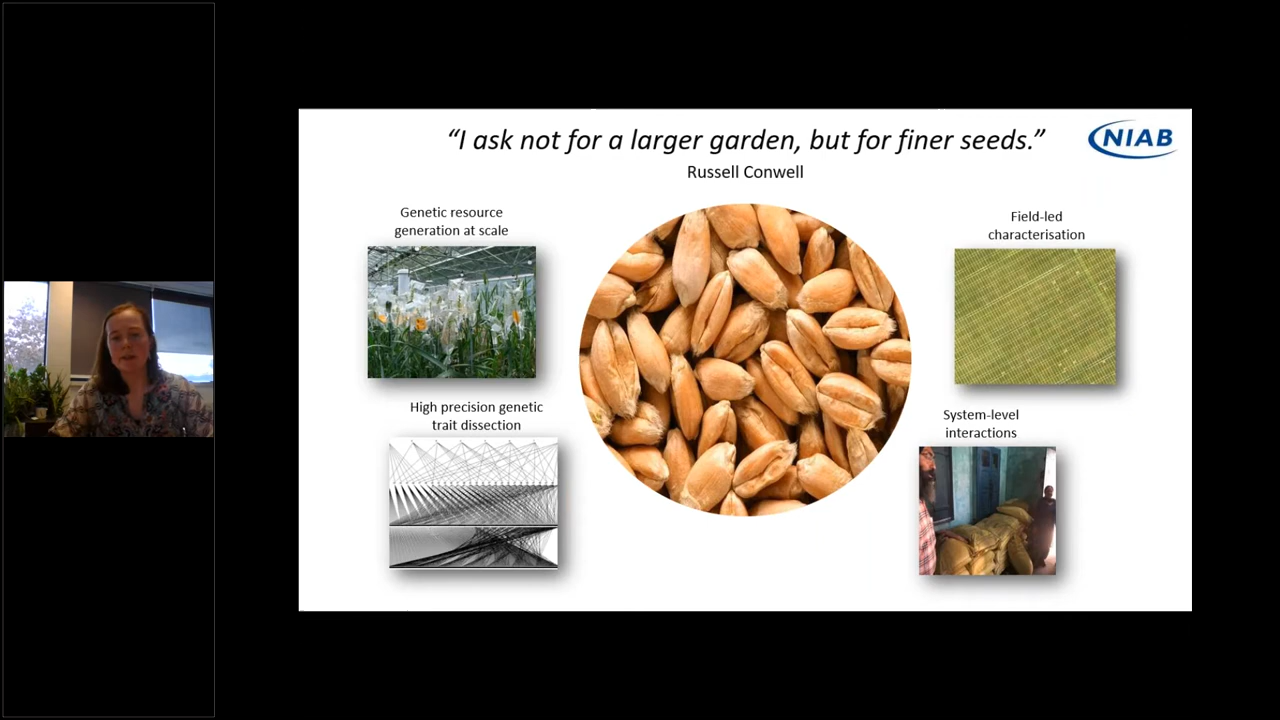 “I ask not for a larger garden, but for finer seeds.”
NIAB
Russell Conwell
Genetic resource
generation at scale
Field-led
characterisation
High precision genetic
trait dissection
System-level
interactions